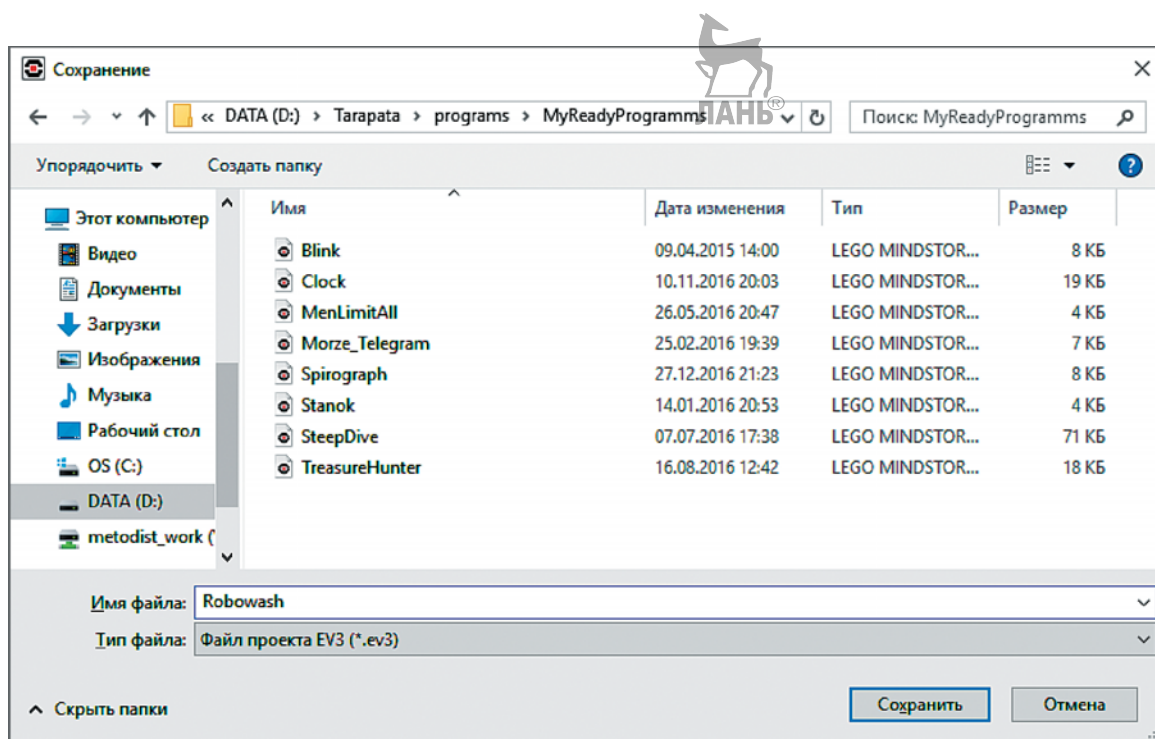 Сохранение
« DATA (D:) › Tarapata › programs › MyReadyProgramms
ЛАНЬ®
Поиск: MyReadyProgramms
Упорядочить
Создать папку
Имя Дата изменения Тип Размер
Этот компьютер
Видео
Документы
Загрузки
Изображения
Музыка
Рабочий стол
OS (C:)
DATA (D:)
metodist_work (
Blink 09.04.2015 14:00 LEGO MINDSTOR... 8 КБ
Clock 10.11.2016 20:03 LEGO MINDSTOR... 19 КБ
MenLimitAll 26.05.2016 20:47 LEGO MINDSTOR... 4 КБ
Morze_Telegram 25.02.2016 19:39 LEGO MINDSTOR... 7 КБ
Spirograph 27.12.2016 21:23 LEGO MINDSTOR... 8 КБ
Stanok 14.01.2016 20:53 LEGO MINDSTOR... 4 КБ
SteepDive 07.07.2016 17:38 LEGO MINDSTOR... 71 КБ
TreasureHunter 16.08.2016 12:42 LEGO MINDSTOR... 18 КБ
Имя файла: Robowash
Тип файла: Файл проекта EV3 (*.ev3)
Скрыть папки
Сохранить
Отмена